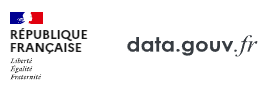 RÉPUBLIQUE
FRANÇAISE
Liberté
Égalité
Fraternité
data.gouv.fr